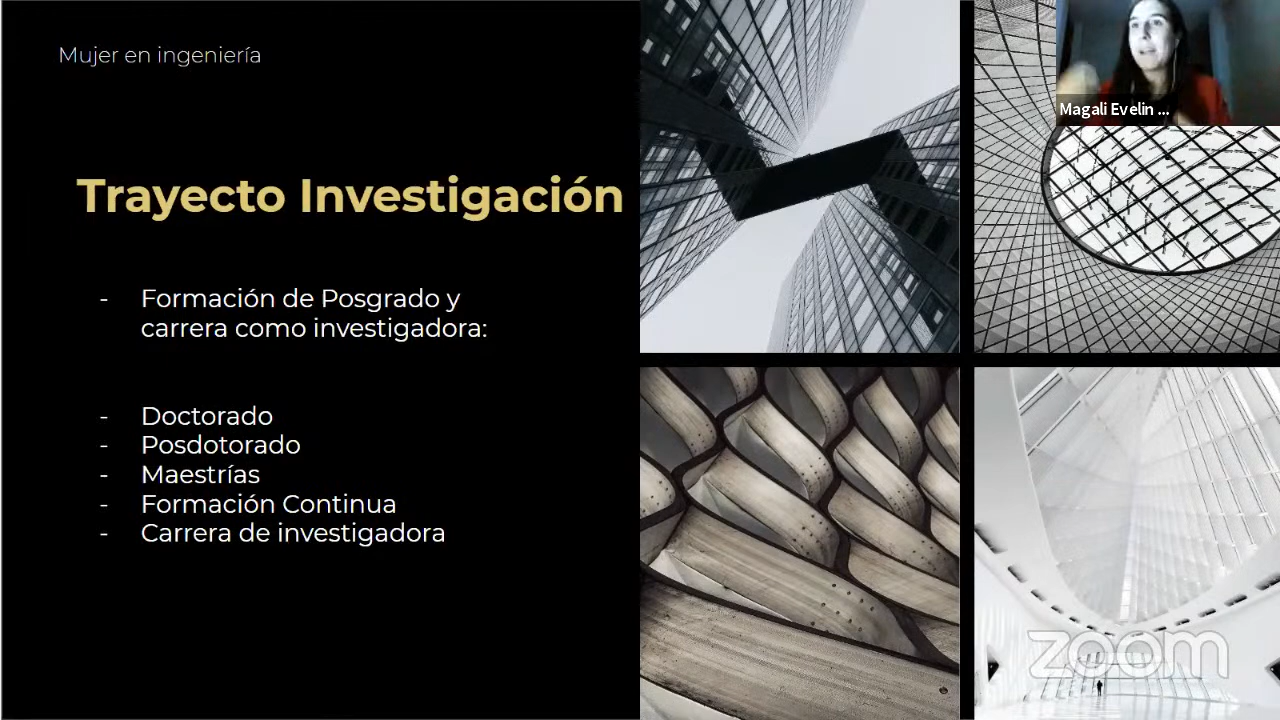 Mujer en ingeniería
Magali Evelin ...
Trayecto Investigación
- Formación de Posgrado y
carrera como investigadora:
- Doctorado
- Posdotorado
- Maestrías
- Formación Continua
- Carrera de investigadora
zoom